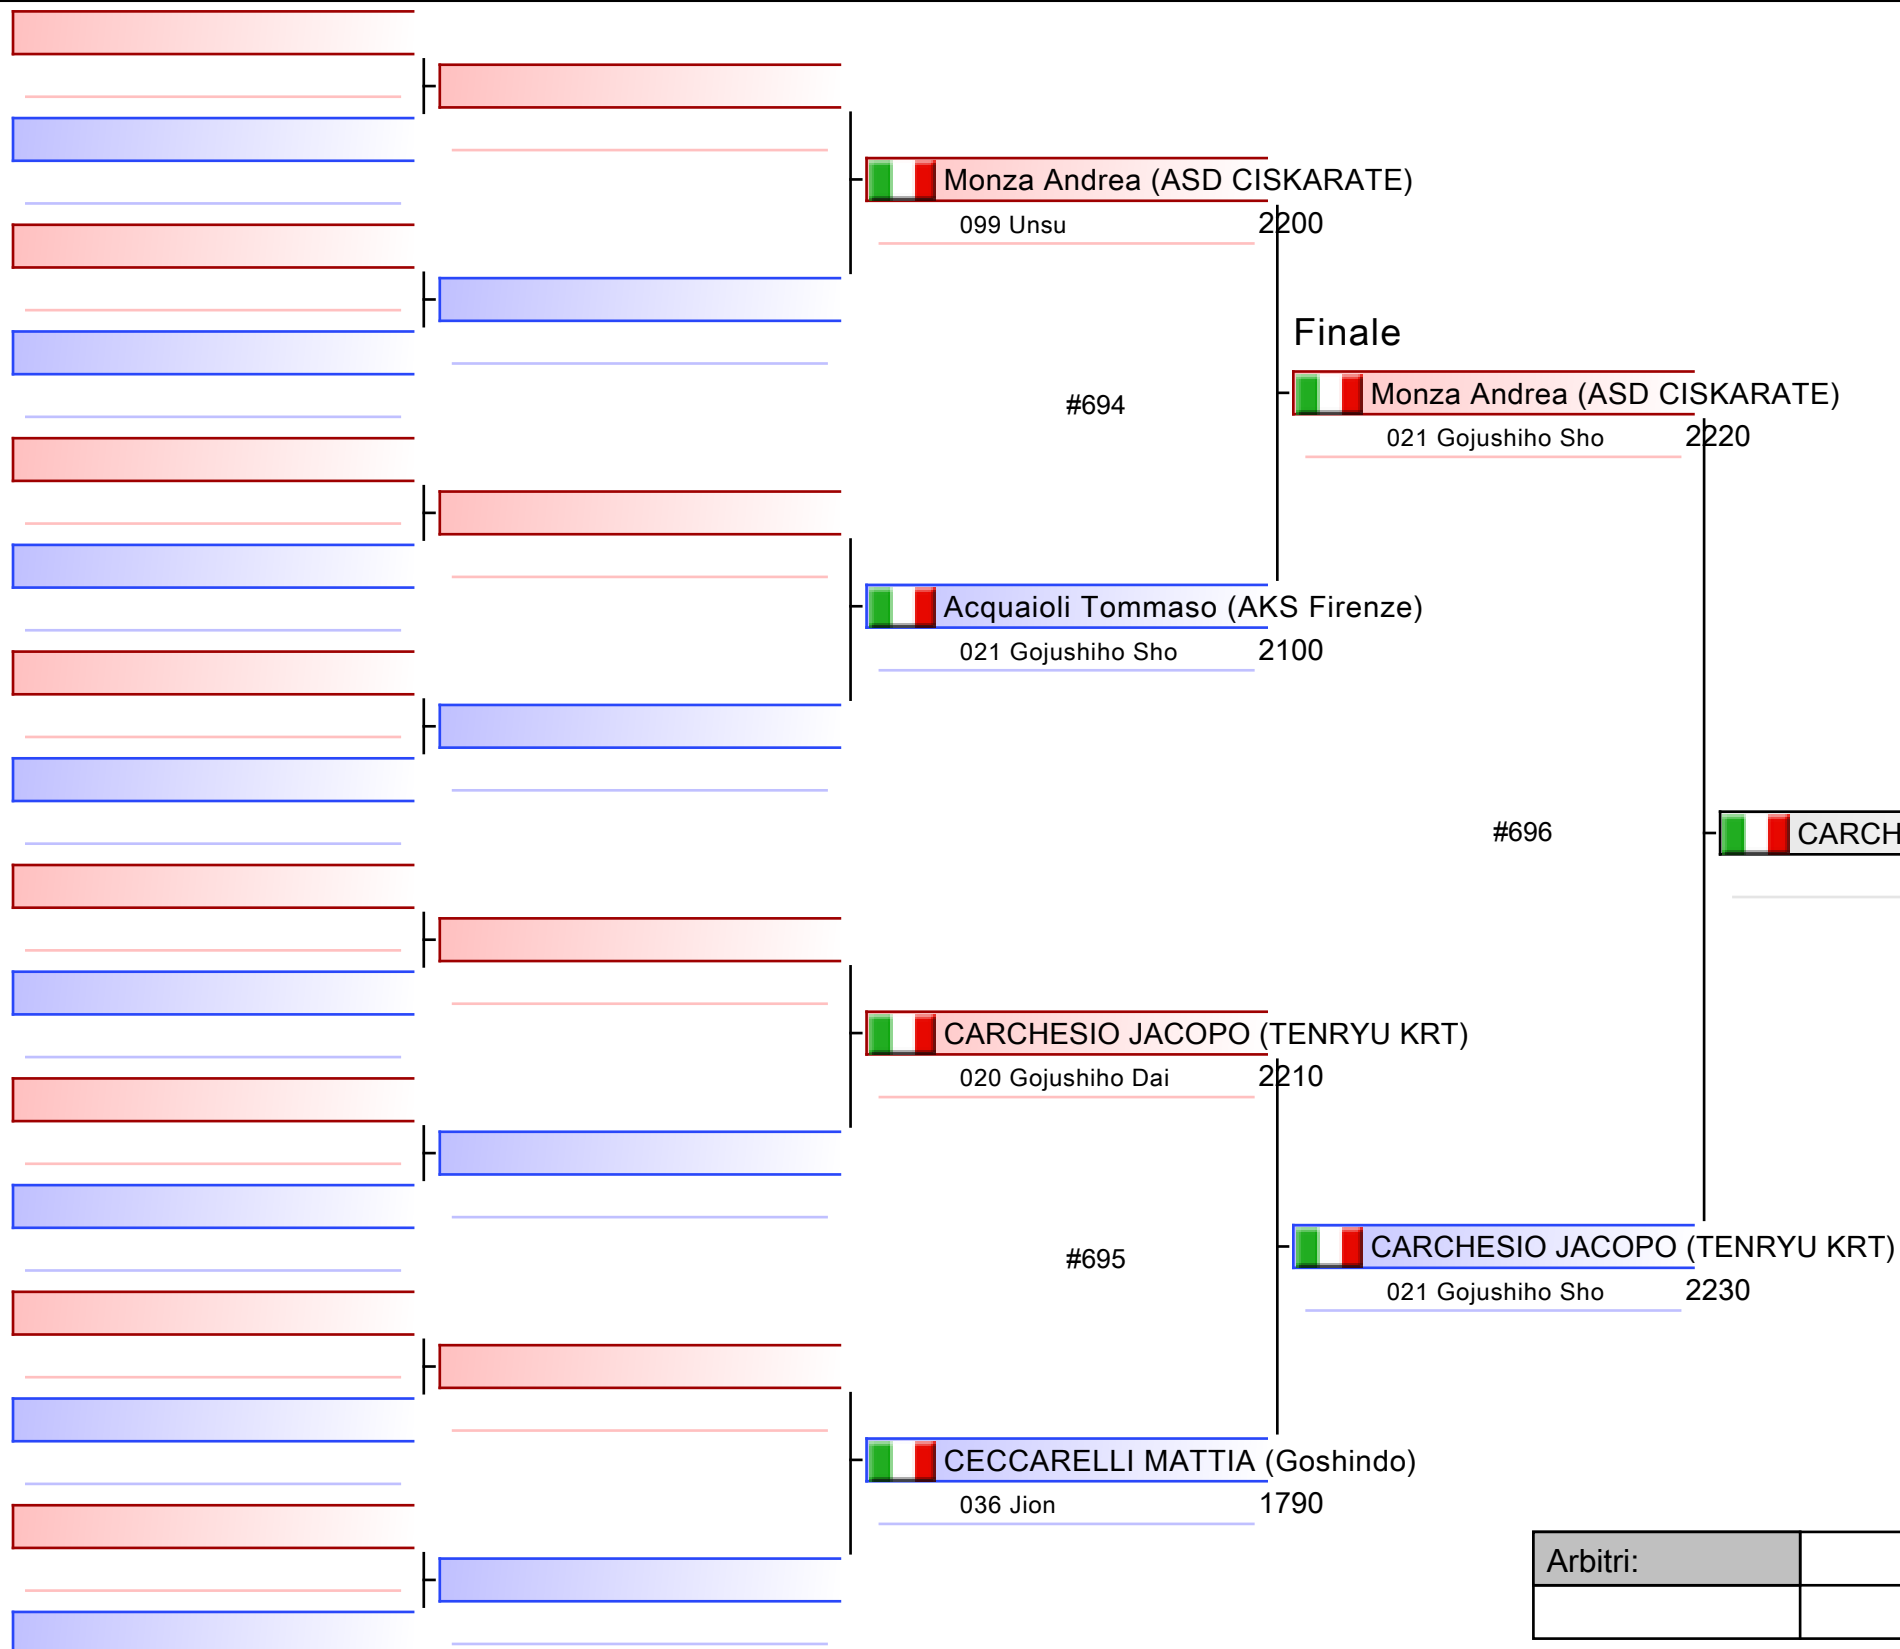 Monza Andrea (ASD CISKARATE)
099 Unsu 2200
Finale
#694
Monza Andrea (ASD CISKARATE)
021 Gojushiho Sho 2220
Acquaioli Tommaso (AKS Firenze)
021 Gojushiho Sho 2100
#696
CARCH
CARCHESIO JACOPO (TENRYU KRT)
020 Gojushiho Dai 2210
#695
CARCHESIO JACOPO (TENRYU KRT)
021 Gojushiho Sho 2230
CECCARELLI MATTIA (Goshindo)
036 Jion 1790
Arbitri: